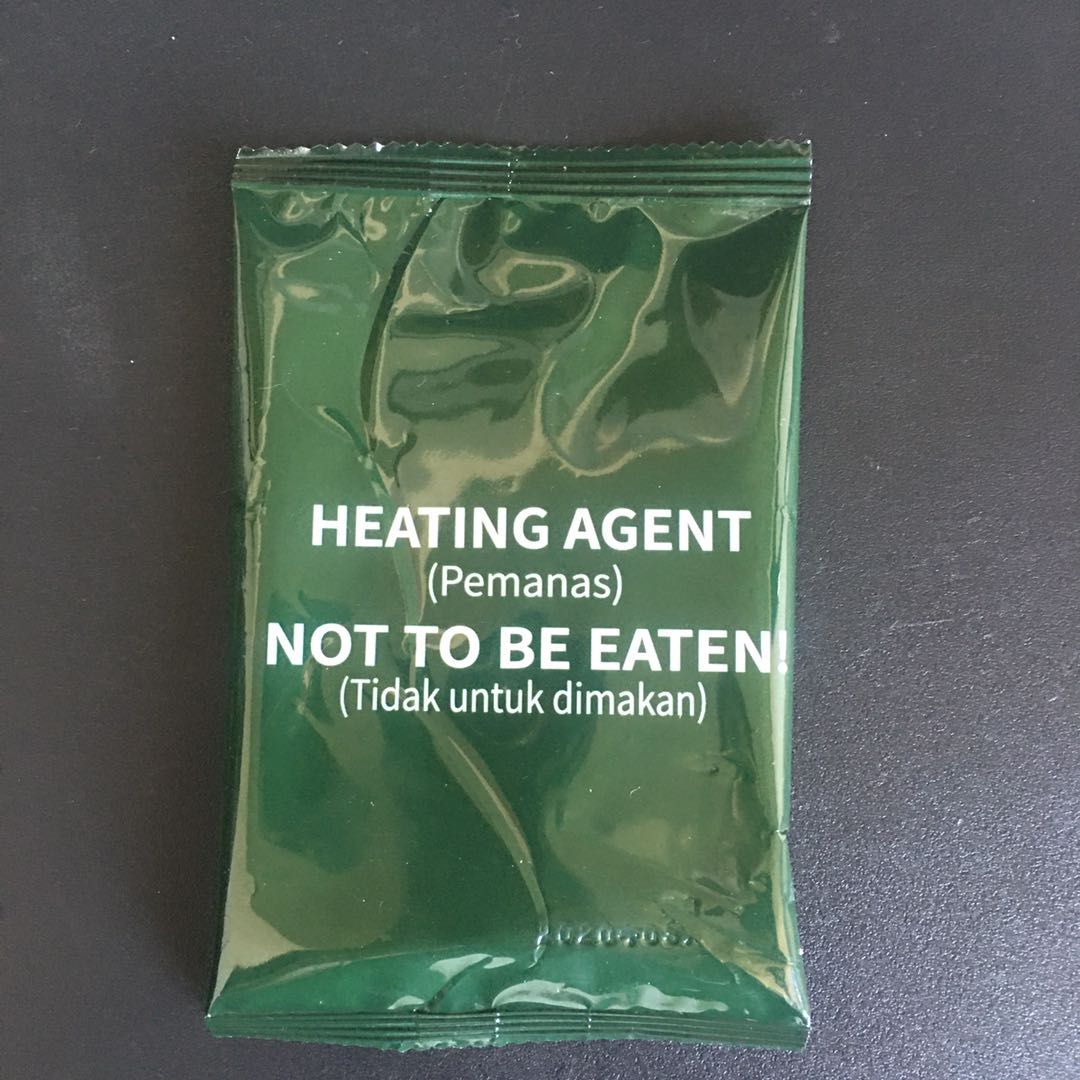 HEATING AGENT
(Pemanas)
NOT TO BE EATEN!
(Tidak untuk dimakan)